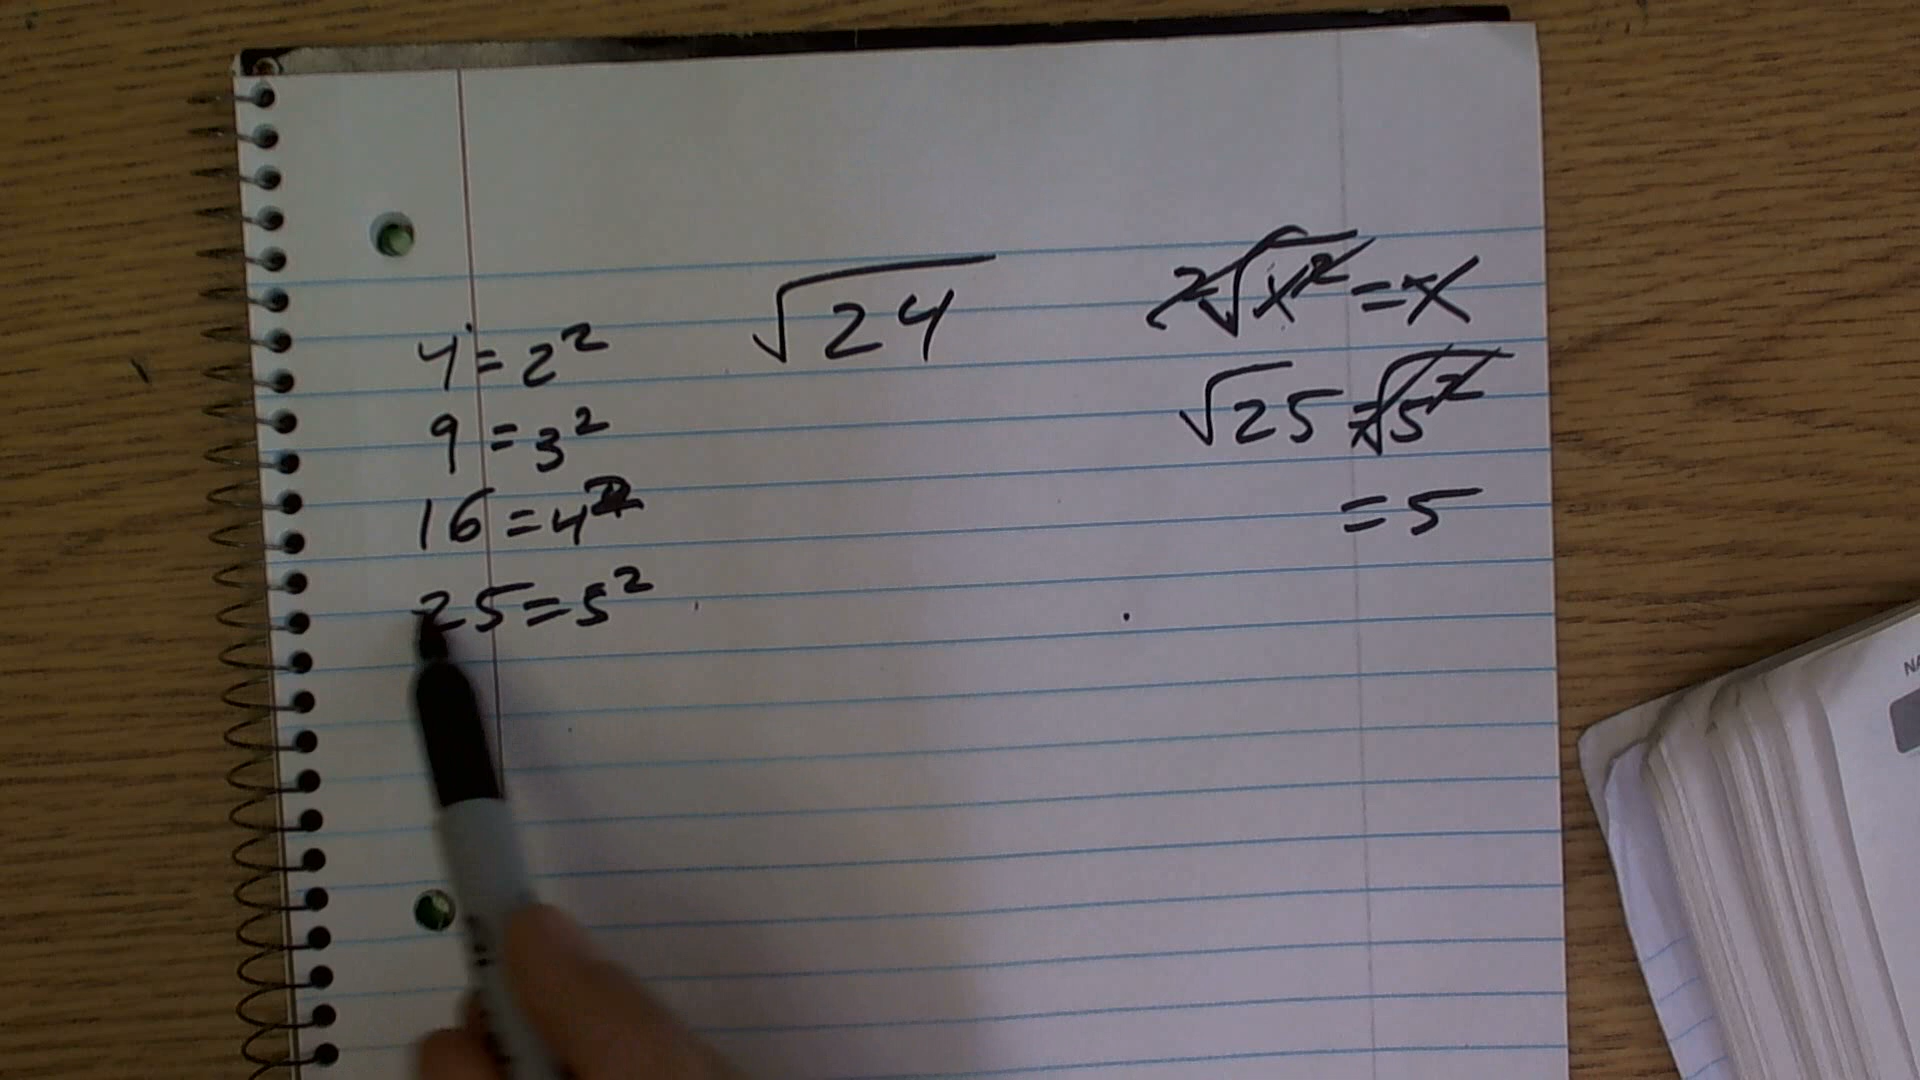 √24
4 = 2²
9 = 3²
16 = 4²
25 = 5²
²√x² = x
√25 = √5²
= 5